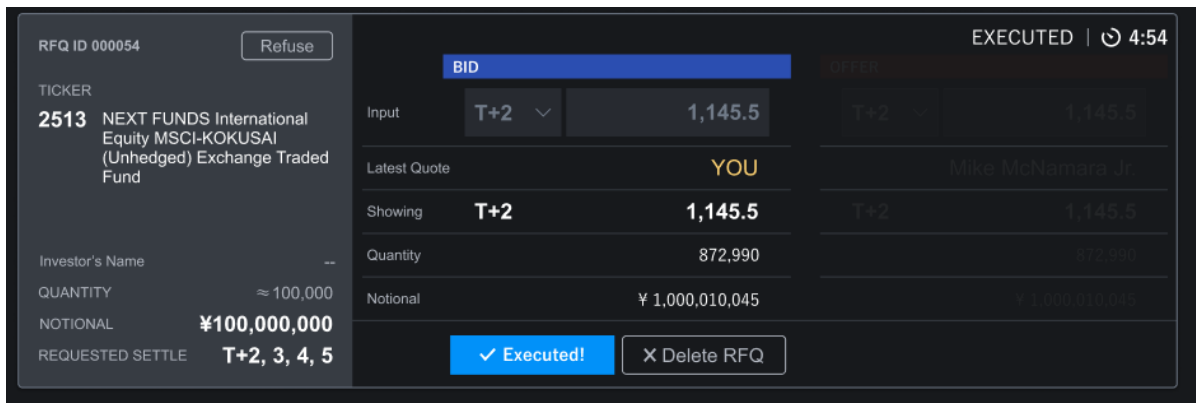 RFQ ID 000054
Refuse
TICKER
2513 NEXT FUNDS International
Equity MSCI-KOKUSAI
(Unhedged) Exchange Traded
Fund
Investor's Name --
QUANTITY ≈100,000
NOTIONAL ¥100,000,000
REQUESTED SETTLE T+2, 3, 4, 5
EXECUTED | 4:54
BID OFFER
Input T+2 1,145.5 T+2 1,145.5
Latest Quote YOU Mike McNamara Jr.
Showing T+2 1,145.5 T+2 1,145.5
Quantity 872,990 872,990
Notional ¥ 1,000,010,045 ¥ 1,000,010,045
✓ Executed! X Delete RFQ